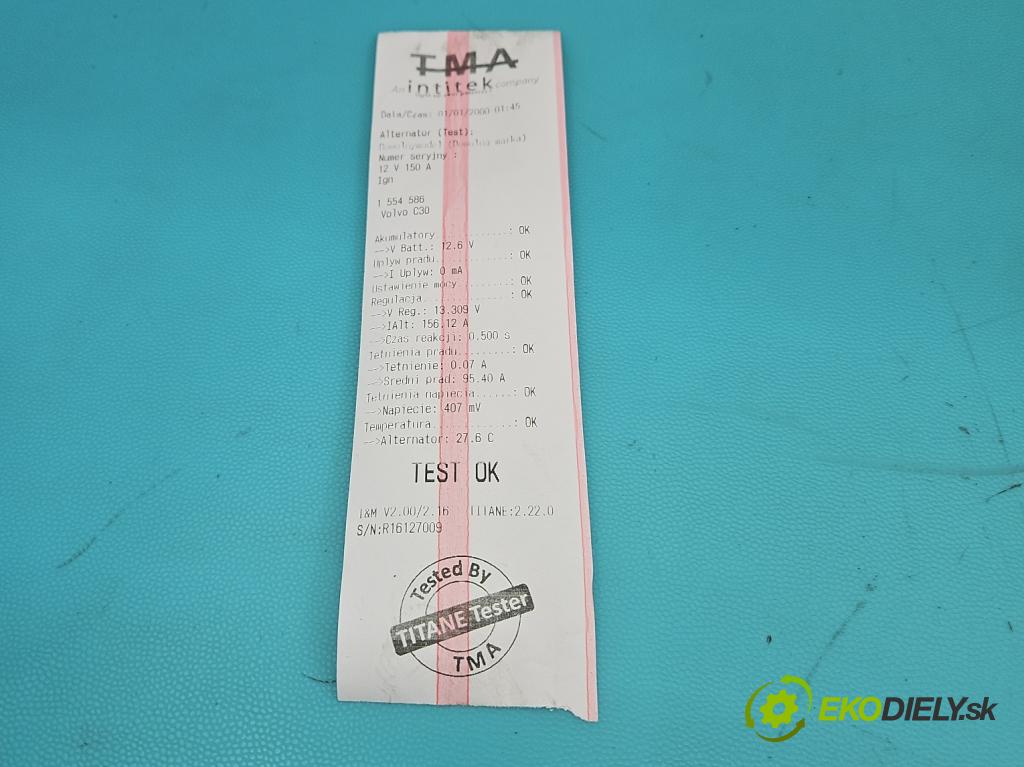 TMA
An intitek company
Data/Czas: 01/01/2000 01:45
Alternator (Test):
(Dowolna marka)
Numer seryjny :
12 V 150 A
Ign
1 554 586
Volvo C30
Akumulatory..........: OK
-->V Batt.: 12.6 V
Uplyw pradu..........: OK
-->I Uplyw: 0 mA
Ustawienie mocy.......: OK
Regulacja............: OK
-->V Reg.: 13.309 V
-->IAlt: 156.12 A
-->Czas reakcji: 0.500 s
Tetnienia pradu.........: OK
-->Tetnienie: 0.07 A
-->Sredni prad: 95.40 A
Tetnienia napiecia......: OK
-->Napiecie: 407 mV
Temperatura............: OK
-->Alternator: 27.6 C
TEST OK
I&M V2.00/2.16 TITANE:2.22.0
S/N:R16127009
Tested By
TITANE Tester
TMA
EKODIELY.sk